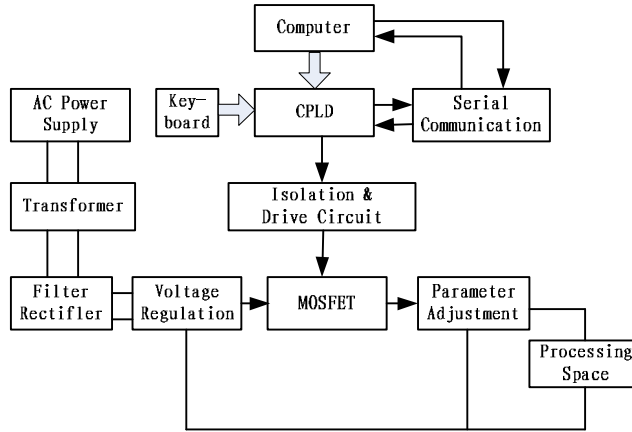 Computer
AC Power
Supply
Key-
board
CPLD
Serial
Communication
Transformer
Isolation &
Drive Circuit
Filter
Rectifler
Voltage
Regulation
MOSFET
Parameter
Adjustment
Processing
Space